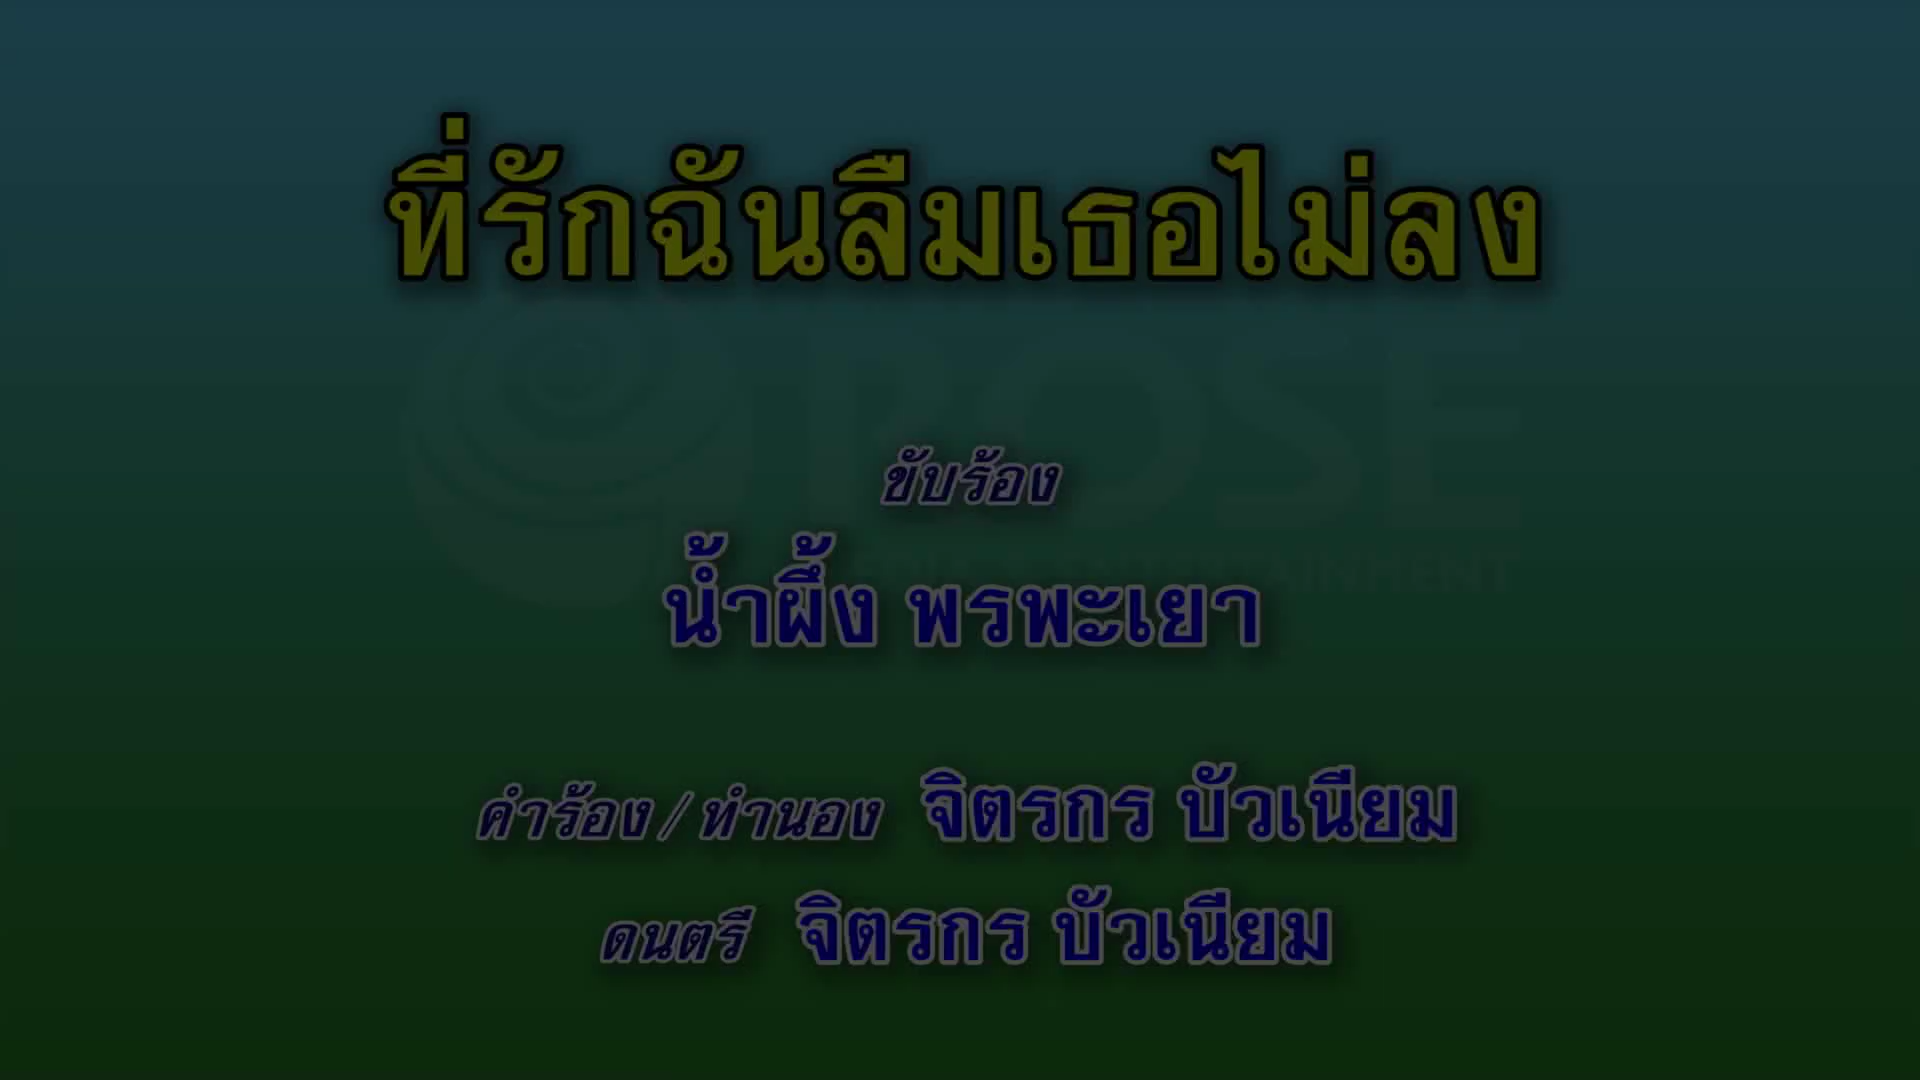 ที่รักฉันลืมเธอไม่ลง
ขับร้อง
น้ำผึ้ง พรพะเยา
คำร้อง / ทำนอง จิตรกร บัวเนียม
ดนตรี จิตรกร บัวเนียม
ROSE